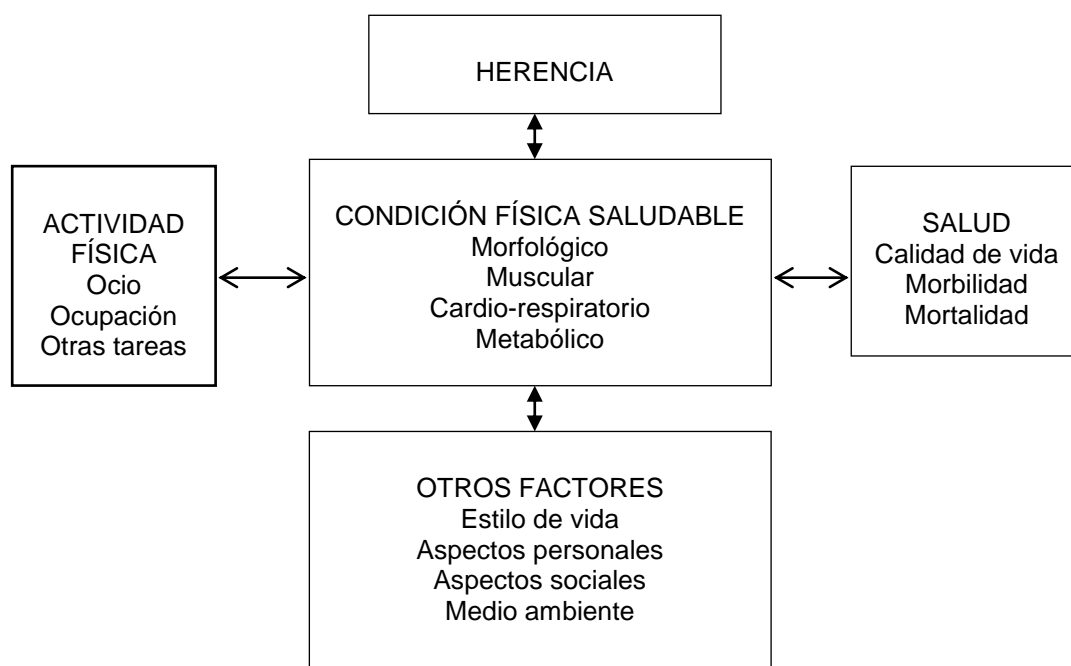 HERENCIA
ACTIVIDAD
FÍSICA
Ocio
Ocupación
Otras tareas
CONDICIÓN FÍSICA SALUDABLE
Morfológico
Muscular
Cardio-respiratorio
Metabólico
SALUD
Calidad de vida
Morbilidad
Mortalidad
OTROS FACTORES
Estilo de vida
Aspectos personales
Aspectos sociales
Medio ambiente